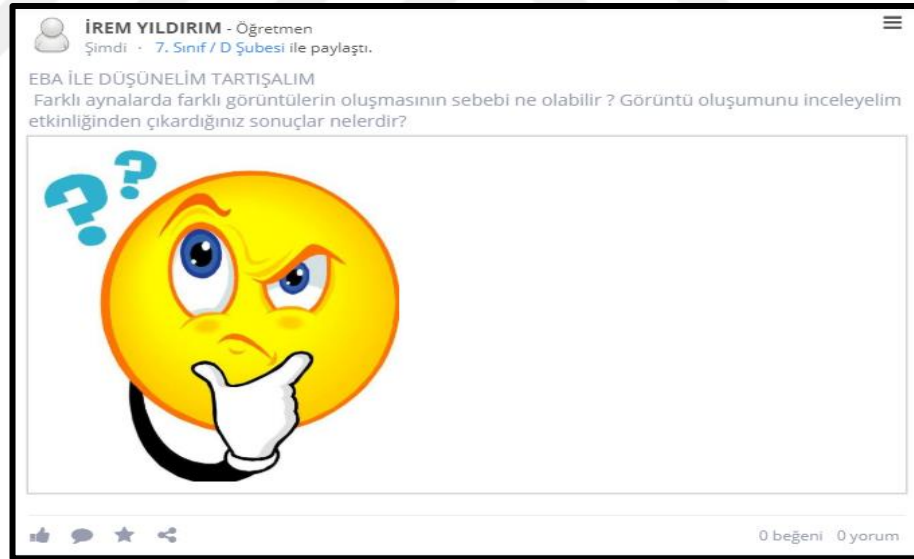 İREM YILDIRIM - Öğretmen
Şimdi · 7. Sınıf / D Şubesi ile paylaştı.
EBA İLE DÜŞÜNELİM TARTIŞALIM
Farklı aynalarda farklı görüntülerin oluşmasının sebebi ne olabilir ? Görüntü oluşumunu inceleyelim
etkinliğinden çıkardığınız sonuçlar nelerdir?
??
0 beğeni 0 yorum